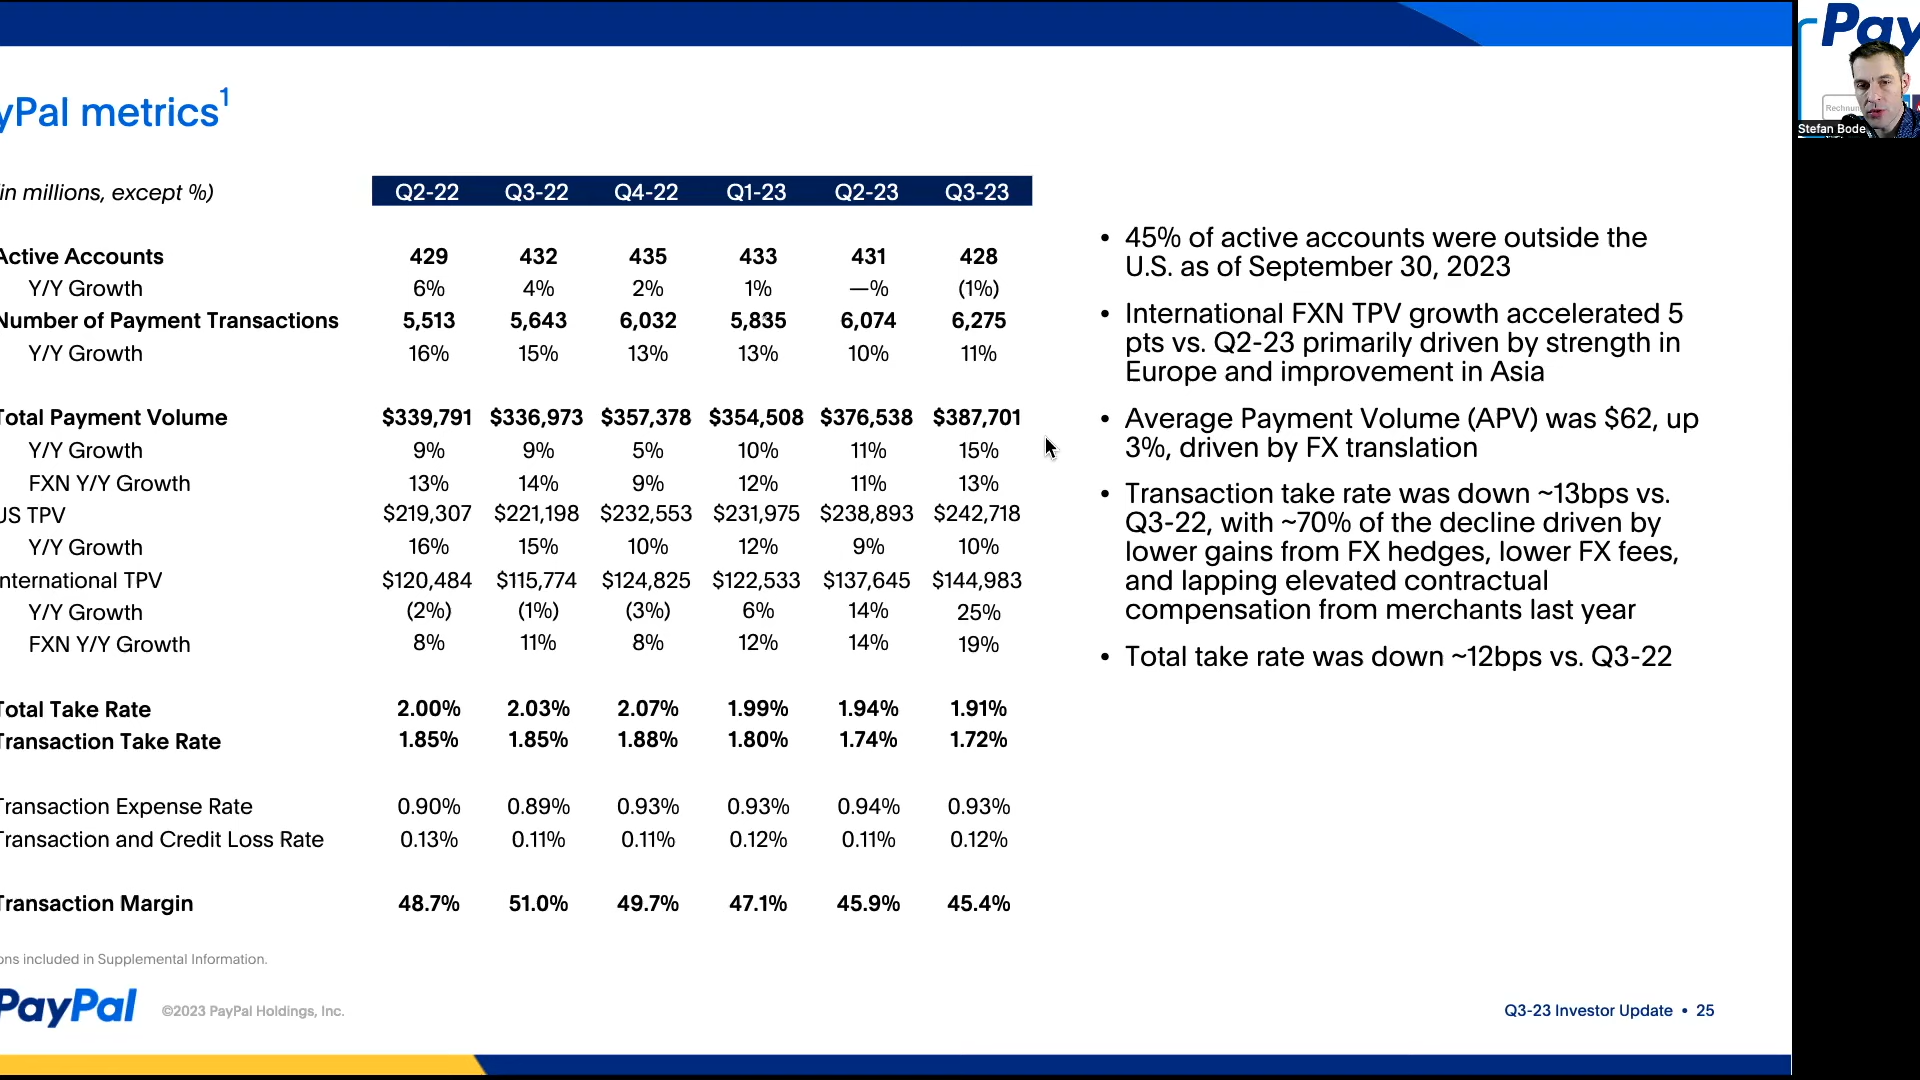 yPal metrics1
in millions, except %)
Q2-22 Q3-22 Q4-22 Q1-23 Q2-23 Q3-23
Active Accounts 429 432 435 433 431 428
Y/Y Growth 6% 4% 2% 1% —% (1%)
Number of Payment Transactions 5,513 5,643 6,032 5,835 6,074 6,275
Y/Y Growth 16% 15% 13% 13% 10% 11%
Total Payment Volume $339,791 $336,973 $357,378 $354,508 $376,538 $387,701
Y/Y Growth 9% 9% 5% 10% 11% 15%
FXN Y/Y Growth 13% 14% 9% 12% 11% 13%
US TPV $219,307 $221,198 $232,553 $231,975 $238,893 $242,718
Y/Y Growth 16% 15% 10% 12% 9% 10%
nternational TPV $120,484 $115,774 $124,825 $122,533 $137,645 $144,983
Y/Y Growth (2%) (1%) (3%) 6% 14% 25%
FXN Y/Y Growth 8% 11% 8% 12% 14% 19%
Total Take Rate 2.00% 2.03% 2.07% 1.99% 1.94% 1.91%
Transaction Take Rate 1.85% 1.85% 1.88% 1.80% 1.74% 1.72%
Transaction Expense Rate 0.90% 0.89% 0.93% 0.93% 0.94% 0.93%
Transaction and Credit Loss Rate 0.13% 0.11% 0.11% 0.12% 0.11% 0.12%
Transaction Margin 48.7% 51.0% 49.7% 47.1% 45.9% 45.4%
• 45% of active accounts were outside the
U.S. as of September 30, 2023
• International FXN TPV growth accelerated 5
pts vs. Q2-23 primarily driven by strength in
Europe and improvement in Asia
• Average Payment Volume (APV) was $62, up
3%, driven by FX translation
• Transaction take rate was down ~13bps vs.
Q3-22, with ~70% of the decline driven by
lower gains from FX hedges, lower FX fees,
and lapping elevated contractual
compensation from merchants last year
• Total take rate was down ~12bps vs. Q3-22
ons included in Supplemental Information.
PayPal ©2023 PayPal Holdings, Inc.
Q3-23 Investor Update • 25
Pay
Rechnun
Stefan Bode